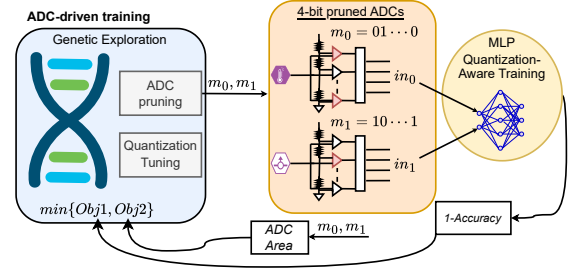 ADC-driven training
Genetic Exploration
ADC
pruning
Quantization
Tuning
min{Obj1, Obj2}
m₀, m₁
4-bit pruned ADCs
m₀ = 01 · · · 0
in₀
m₁ = 10 · · · 1
in₁
MLP
Quantization-
Aware Training
1-Accuracy
ADC
Area
m₀, m₁